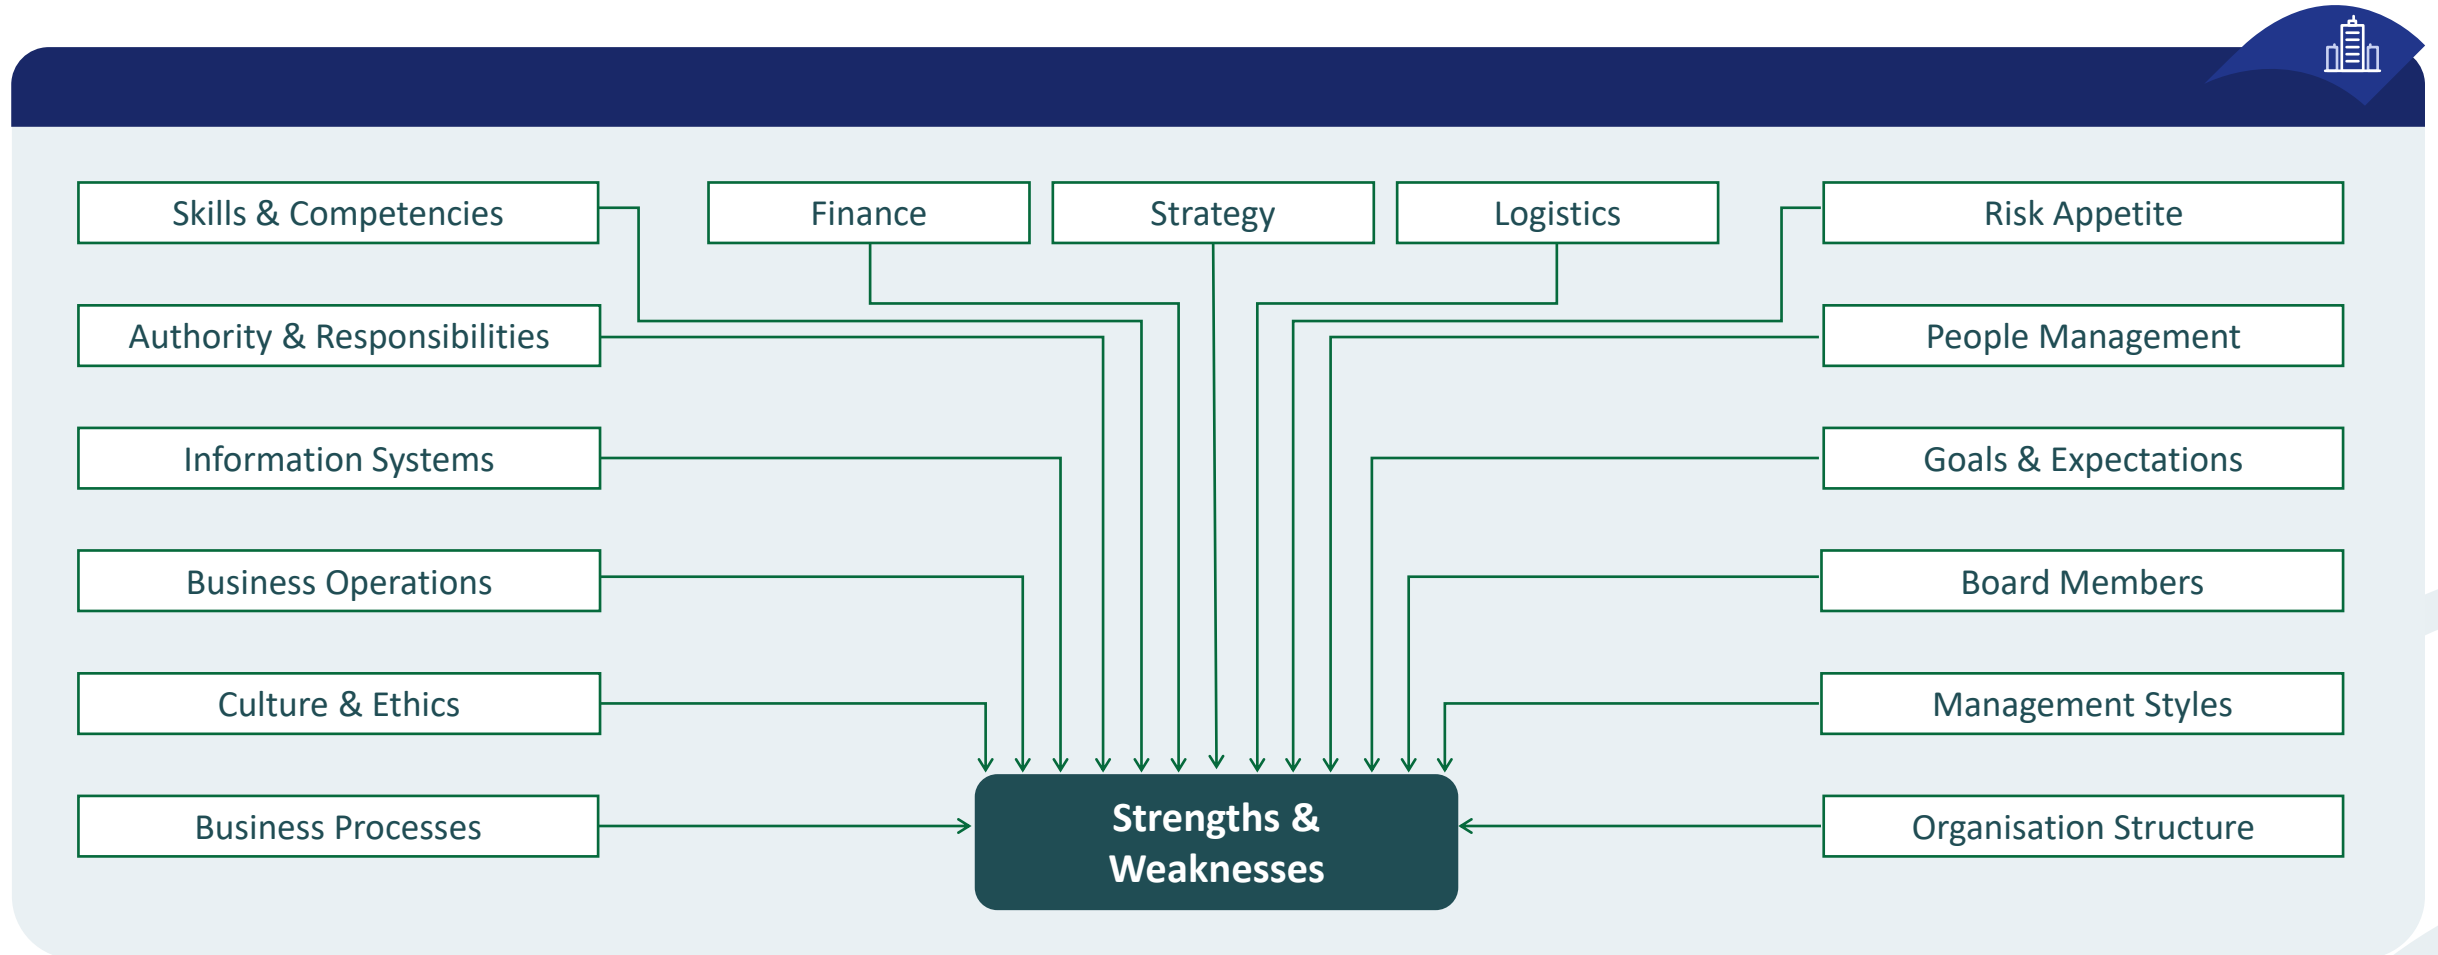 Skills & Competencies
Finance
Strategy
Logistics
Risk Appetite
Authority & Responsibilities
People Management
Information Systems
Goals & Expectations
Business Operations
Board Members
Culture & Ethics
Management Styles
Business Processes
Strengths &
Weaknesses
Organisation Structure